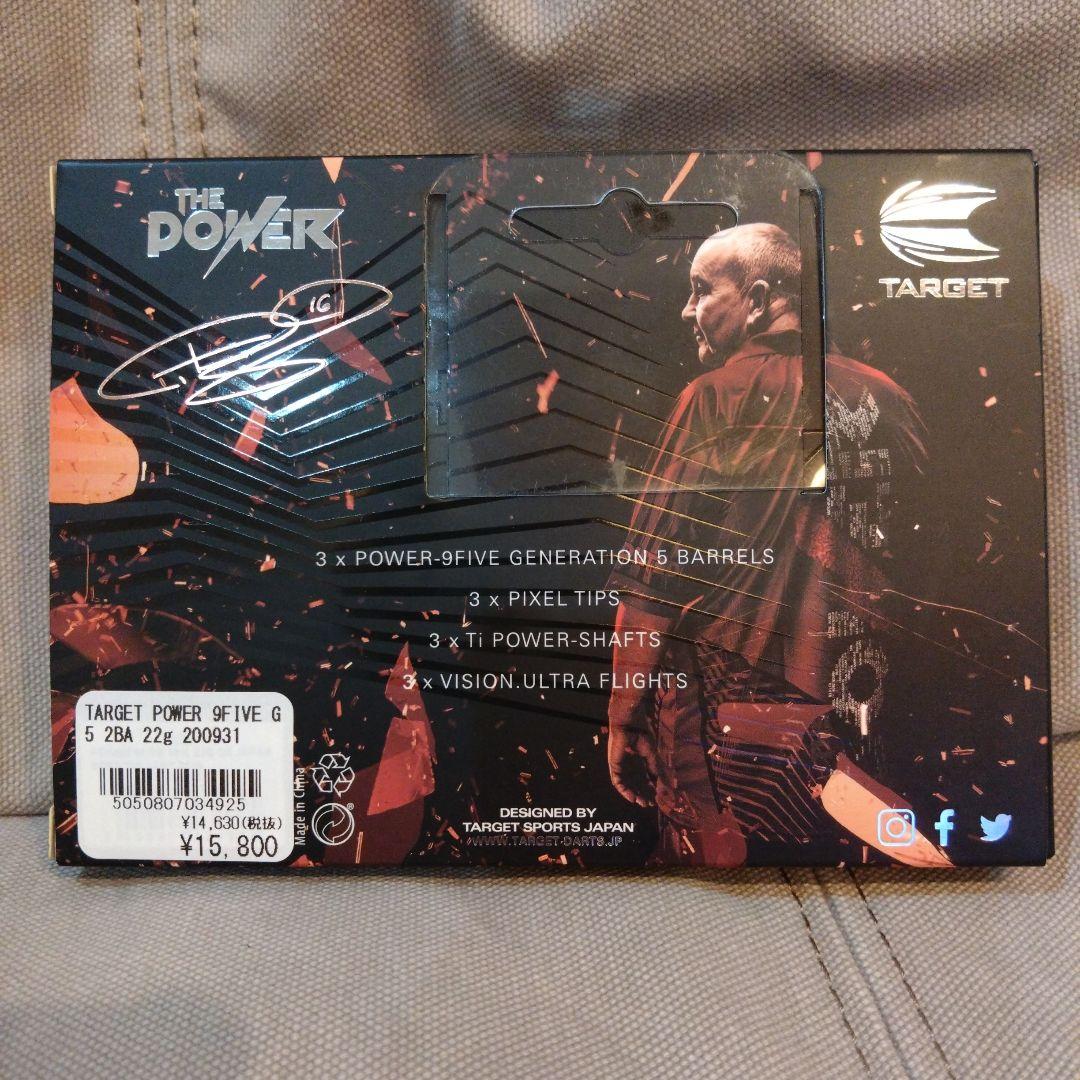 THE
POWER
16
TARGET
3 x POWER-9FIVE GENERATION 5 BARRELS
3 x PIXEL TIPS
3 x Ti POWER-SHAFTS
3 x VISION.ULTRA FLIGHTS
TARGET POWER 9FIVE G
5 2BA 22g 200931
5050807034925
¥14,630(税抜)
¥15,800
Made in China
DESIGNED BY
TARGET SPORTS JAPAN
WWW.TARGET-DARTS.JP